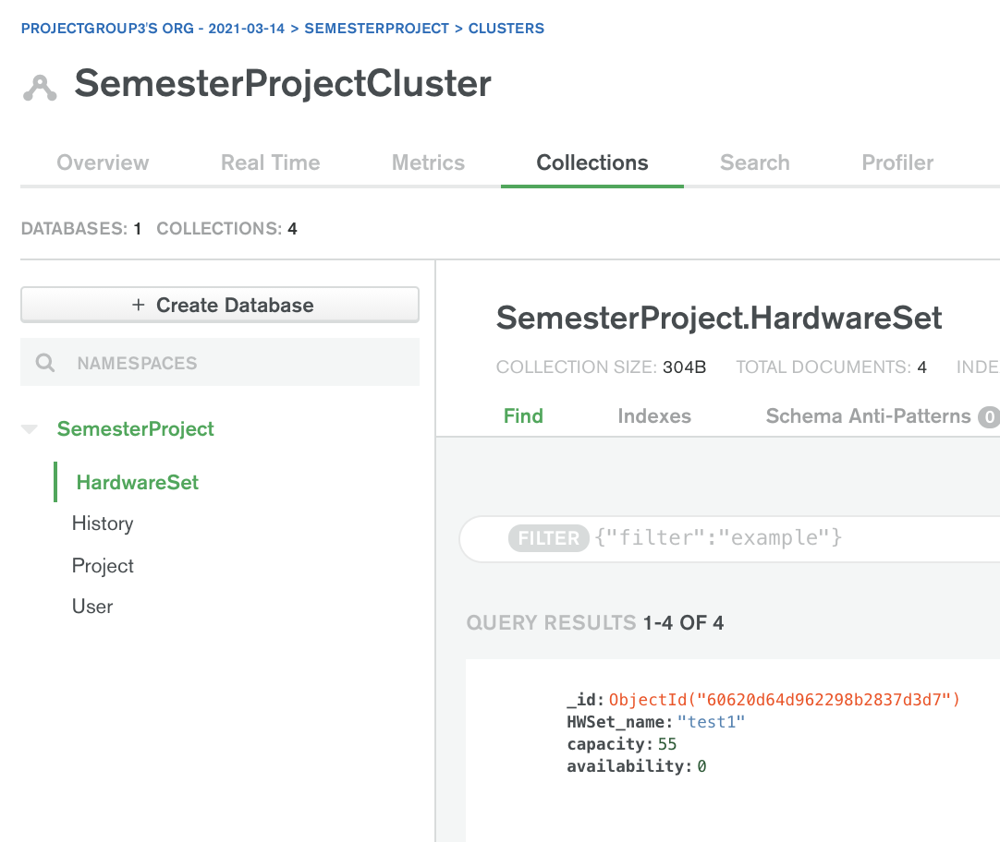 PROJECTGROUP3'S ORG - 2021-03-14 > SEMESTERPROJECT > CLUSTERS
SemesterProjectCluster
Overview Real Time Metrics Collections Search Profiler
DATABASES: 1 COLLECTIONS: 4
+ Create Database
NAMESPACES
SemesterProject
HardwareSet
History
Project
User
SemesterProject.HardwareSet
COLLECTION SIZE: 304B TOTAL DOCUMENTS: 4 INDE
Find Indexes Schema Anti-Patterns 0
FILTER {"filter":"example"}
QUERY RESULTS 1-4 OF 4
_id: ObjectId("60620d64d962298b2837d3d7")
HWSet_name: "test1"
capacity: 55
availability: 0